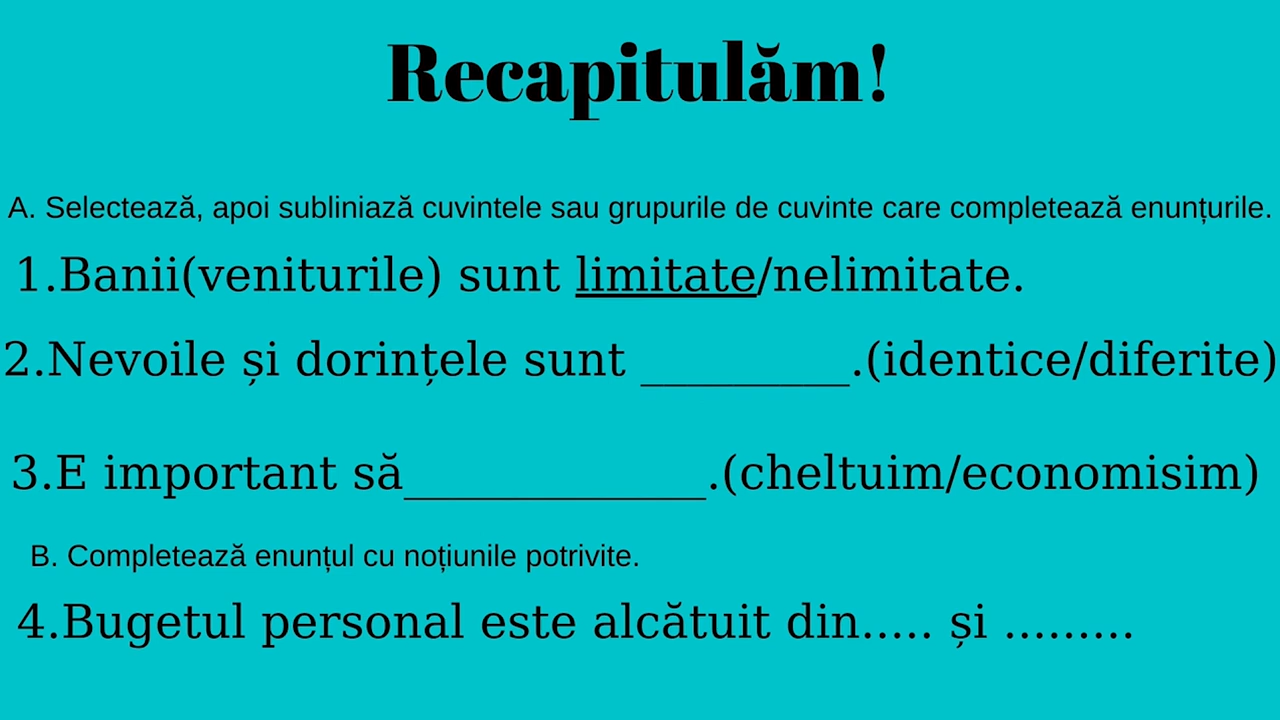 Recapitulăm!
A. Selectează, apoi subliniază cuvintele sau grupurile de cuvinte care completează enunțurile.
1.Banii(veniturile) sunt limitate/nelimitate.
2.Nevoile și dorințele sunt _________.(identice/diferite)
3.E important să_____________.(cheltuim/economisim)
B. Completează enunțul cu noțiunile potrivite.
4.Bugetul personal este alcătuit din..... și .........